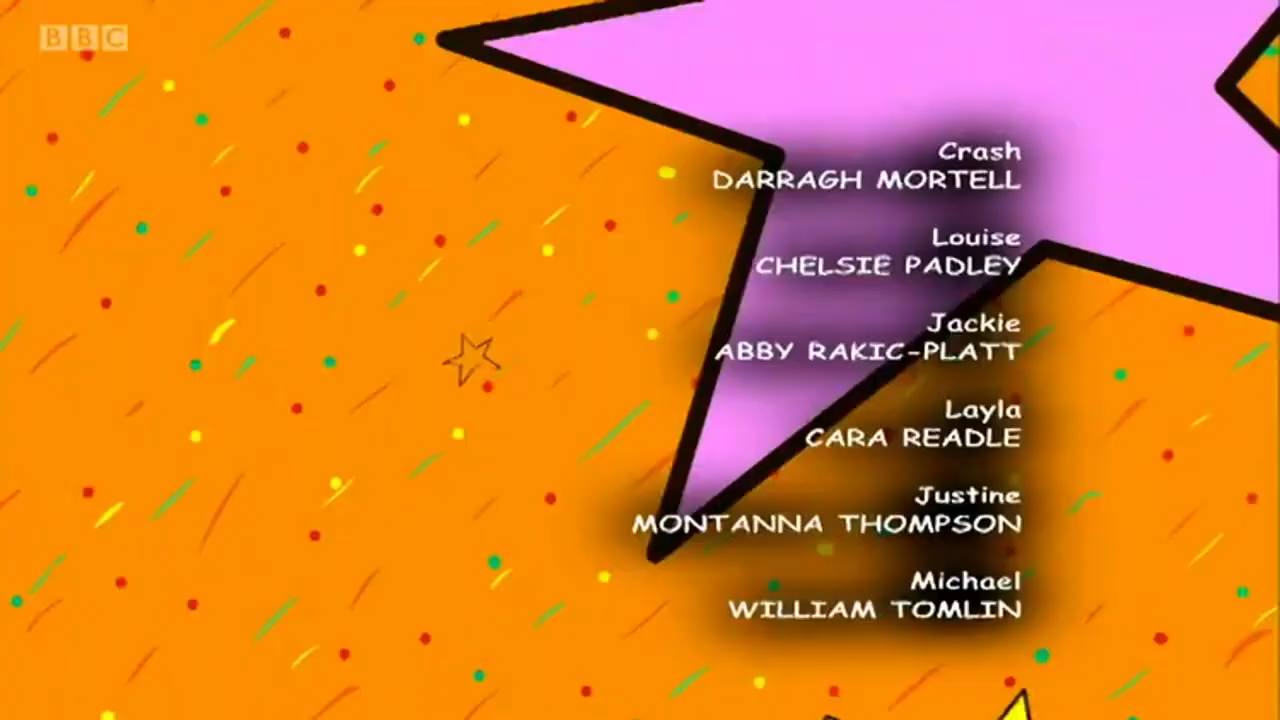 BBC
Crash
DARRAGH MORTELL
Louise
CHELSIE PADLEY
Jackie
ABBY RAKIC-PLATT
Layla
CARA READLE
Justine
MONTANNA THOMPSON
Michael
WILLIAM TOMLIN